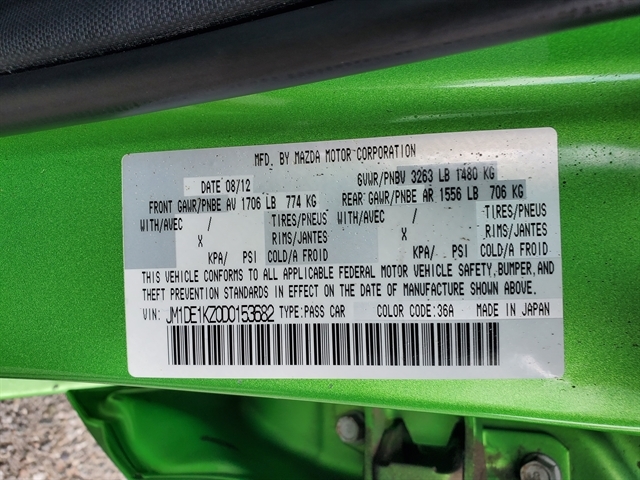 MFD. BY MAZDA MOTOR CORPORATION
DATE 08/12 GVWR/PNBV 3263 LB 1480 KG
FRONT GAWR/PNBE AV 1706 LB 774 KG REAR GAWR/PNBE AR 1556 LB 706 KG
WITH/AVEC / TIRES/PNEUS WITH/AVEC / TIRES/PNEUS
X RIMS/JANTES X RIMS/JANTES
KPA/ PSI COLD/A FROID KPA/ PSI COLD/A FROID
THIS VEHICLE CONFORMS TO ALL APPLICABLE FEDERAL MOTOR VEHICLE SAFETY, BUMPER, AND
THEFT PREVENTION STANDARDS IN EFFECT ON THE DATE OF MANUFACTURE SHOWN ABOVE.
VIN: JM1DE1KZ0D0153682 TYPE:PASS CAR COLOR CODE:36A MADE IN JAPAN